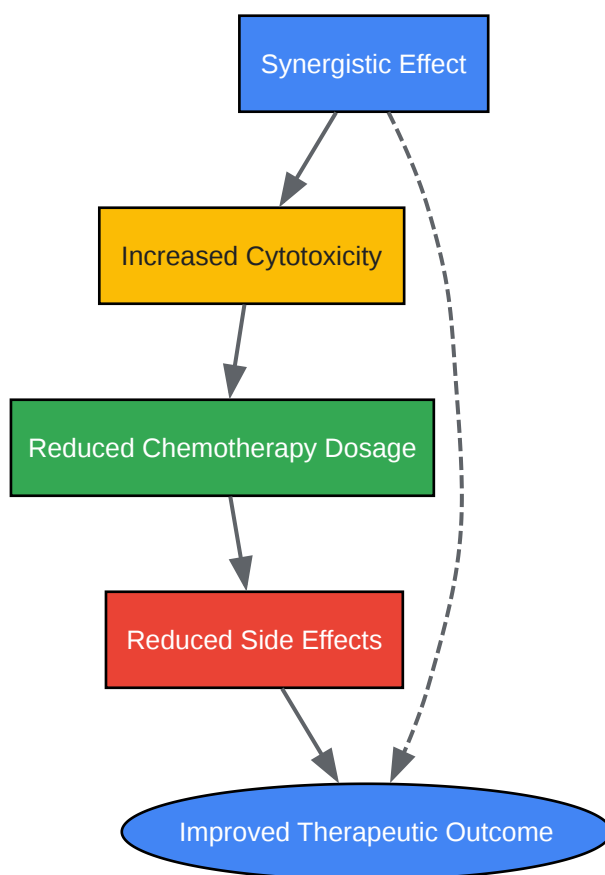 Synergistic Effect
Increased Cytotoxicity
Reduced Chemotherapy Dosage
Reduced Side Effects
Improved Therapeutic Outcome